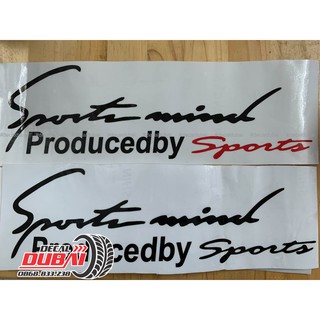 Sports mind
Producedby Sports
Sports mind
Producedby Sports
DECAL
DUBAI
0868.833.238